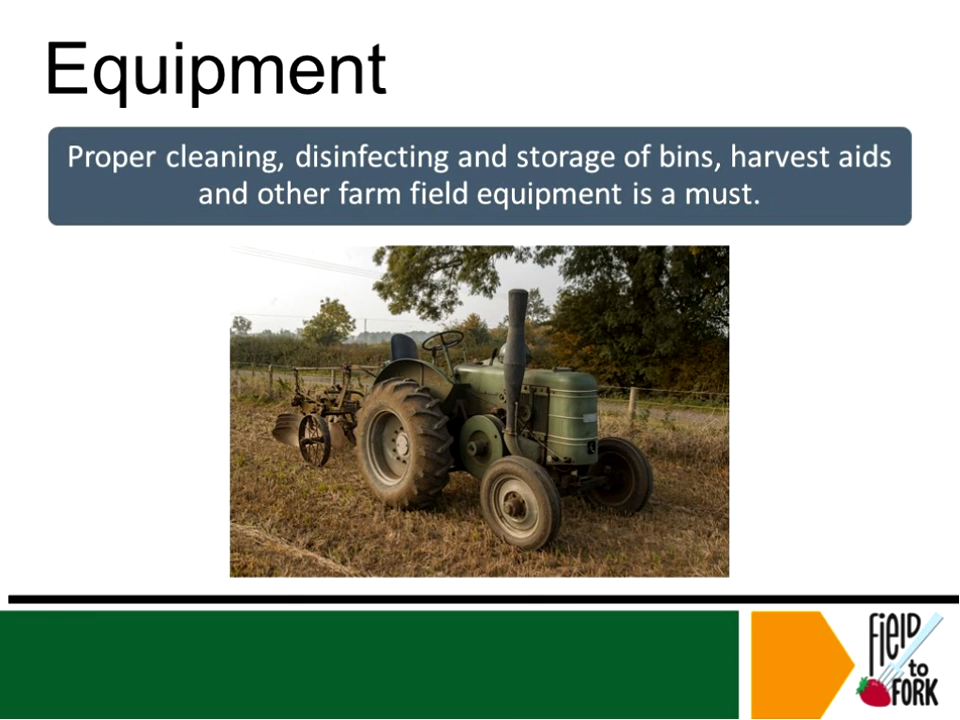 Equipment
Proper cleaning, disinfecting and storage of bins, harvest aids
and other farm field equipment is a must.
FiELD
to
FORK